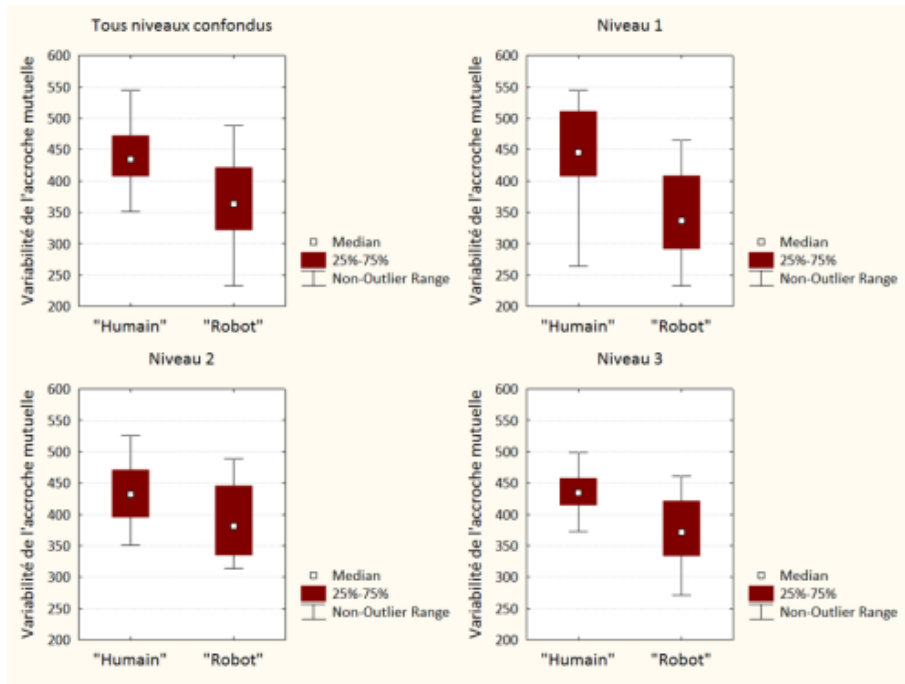 Tous niveaux confondus
Variabilité de l'accroche mutuelle
600
550
500
450
400
350
300
250
200
"Humain" "Robot"
Median
25%-75%
Non-Outlier Range
Niveau 1
Variabilité de l'accroche mutuelle
600
550
500
450
400
350
300
250
200
"Humain" "Robot"
Median
25%-75%
Non-Outlier Range
Niveau 2
Variabilité de l'accroche mutuelle
600
550
500
450
400
350
300
250
200
"Humain" "Robot"
Median
25%-75%
Non-Outlier Range
Niveau 3
Variabilité de l'accroche mutuelle
600
550
500
450
400
350
300
250
200
"Humain" "Robot"
Median
25%-75%
Non-Outlier Range